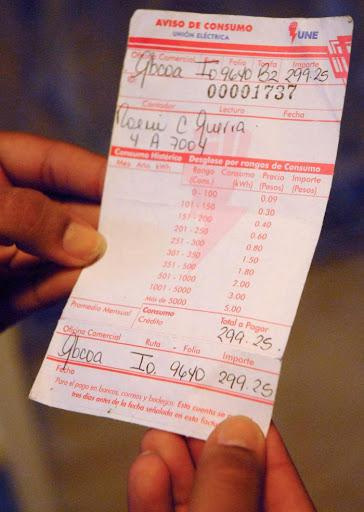 AVISO DE CONSUMO
UNIÓN ELÉCTRICA
UNE
Oficina Comercial Folio Tarifa Importe
Gbcoa Io 9640 B2 299.25
00001737
Contador Lectura Fecha
Noemi C Guerra
4 A 7004
Consumo Histórico Desglose por rangos de Consumo
Mes Año kWh Rango (Cons.) Consumo (kWh) Precio (Pesos) Importe (Pesos)
0 - 100 0.09
101 - 150 0.30
151 - 200 0.40
201 - 250 0.60
251 - 300 0.80
301 - 350 1.50
351 - 500 1.80
501 - 1000 2.00
1001 - 5000 3.00
Más de 5000 5.00
Promedio Mensual Consumo Total a Pagar
Crédito 299.25.
Oficina Comercial Ruta - Folio Importe
Gbcoa Io. 9640 299.25
Fecha
Para el pago en bancos, correos y bodegas. Esta cuenta se
tres días antes de la fecha señalada en esta